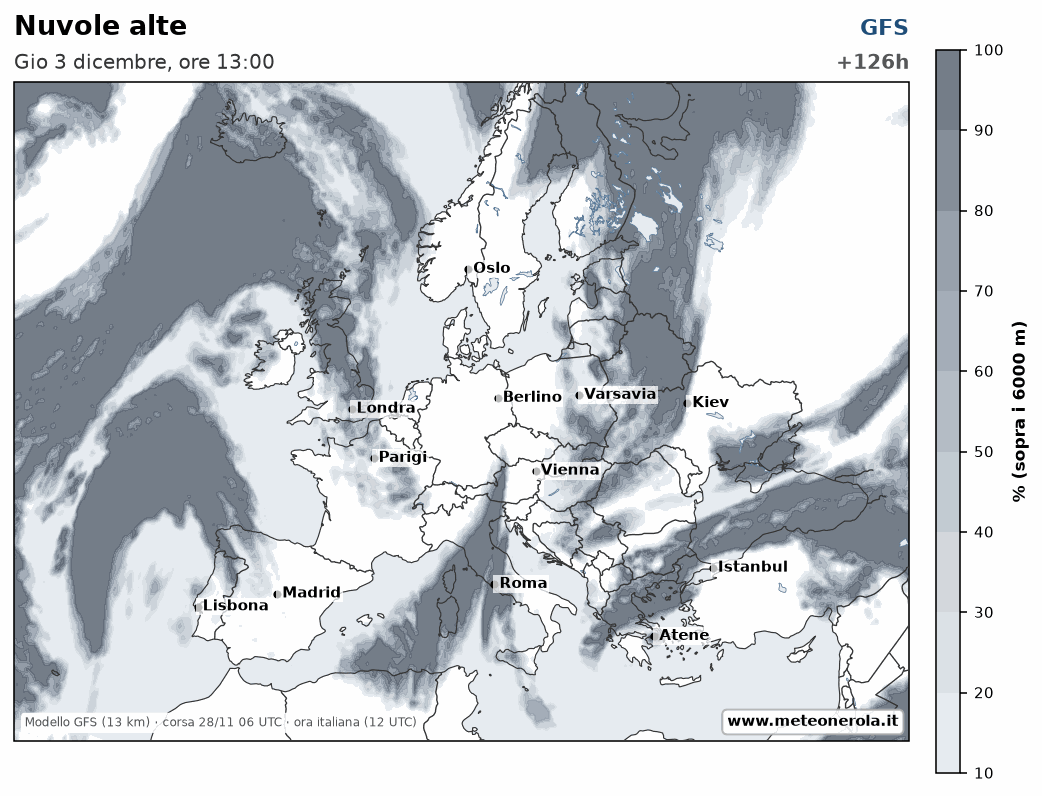 Nuvole alte
GFS
Gio 3 dicembre, ore 13:00
+126h
100
90
80
70
60
50
40
30
20
10
% (sopra i 6000 m)
Oslo
Berlino
Varsavia
Kiev
Londra
Parigi
Vienna
Istanbul
Roma
Madrid
Lisbona
Atene
Modello GFS (13 km) · corsa 28/11 06 UTC · ora italiana (12 UTC)
www.meteonerola.it